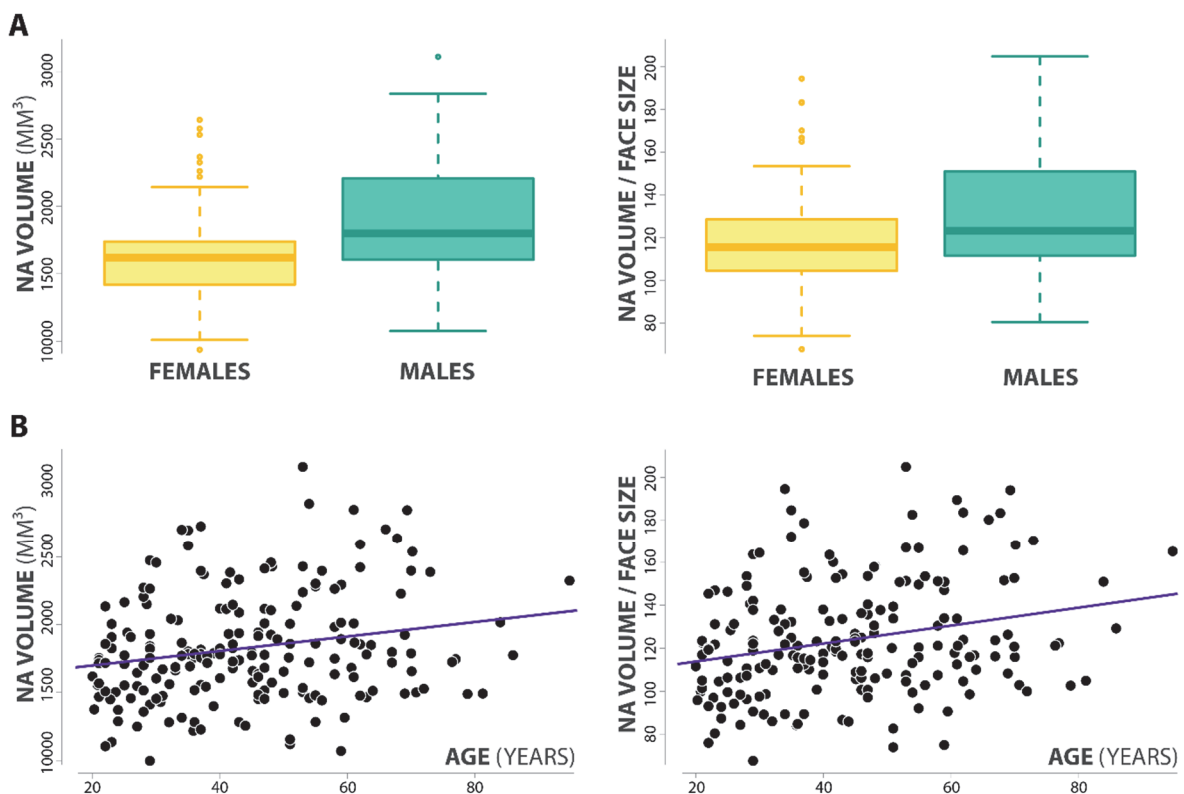 A
NA VOLUME (MM³)
10000 1500 2000 2500 3000
FEMALES MALES
NA VOLUME / FACE SIZE
80 100 120 140 160 180 200
FEMALES MALES
B
NA VOLUME (MM³)
10000 1500 2000 2500 3000
AGE (YEARS)
20 40 60 80
NA VOLUME / FACE SIZE
80 100 120 140 160 180 200
AGE (YEARS)
20 40 60 80